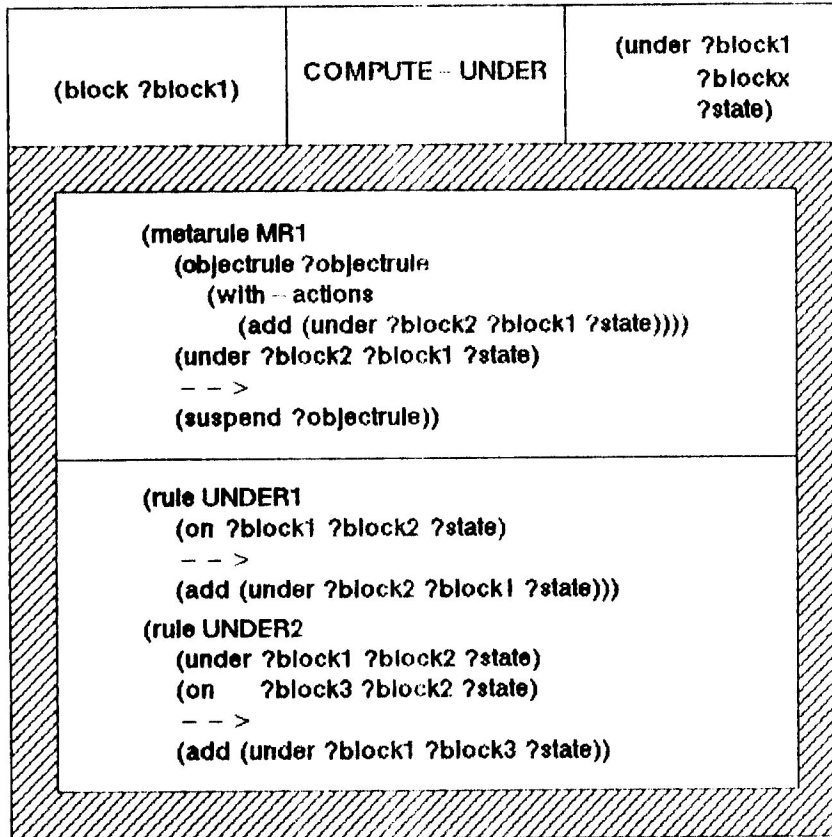 (block ?block1)
COMPUTE – UNDER
(under ?block1
?blockx
?state)
(metarule MR1
(objectrule ?objectrule
(with – actions
(add (under ?block2 ?block1 ?state))))
(under ?block2 ?block1 ?state)
– – >
(suspend ?objectrule))
(rule UNDER1
(on ?block1 ?block2 ?state)
– – >
(add (under ?block2 ?block1 ?state)))
(rule UNDER2
(under ?block1 ?block2 ?state)
(on ?block3 ?block2 ?state)
– – >
(add (under ?block1 ?block3 ?state))